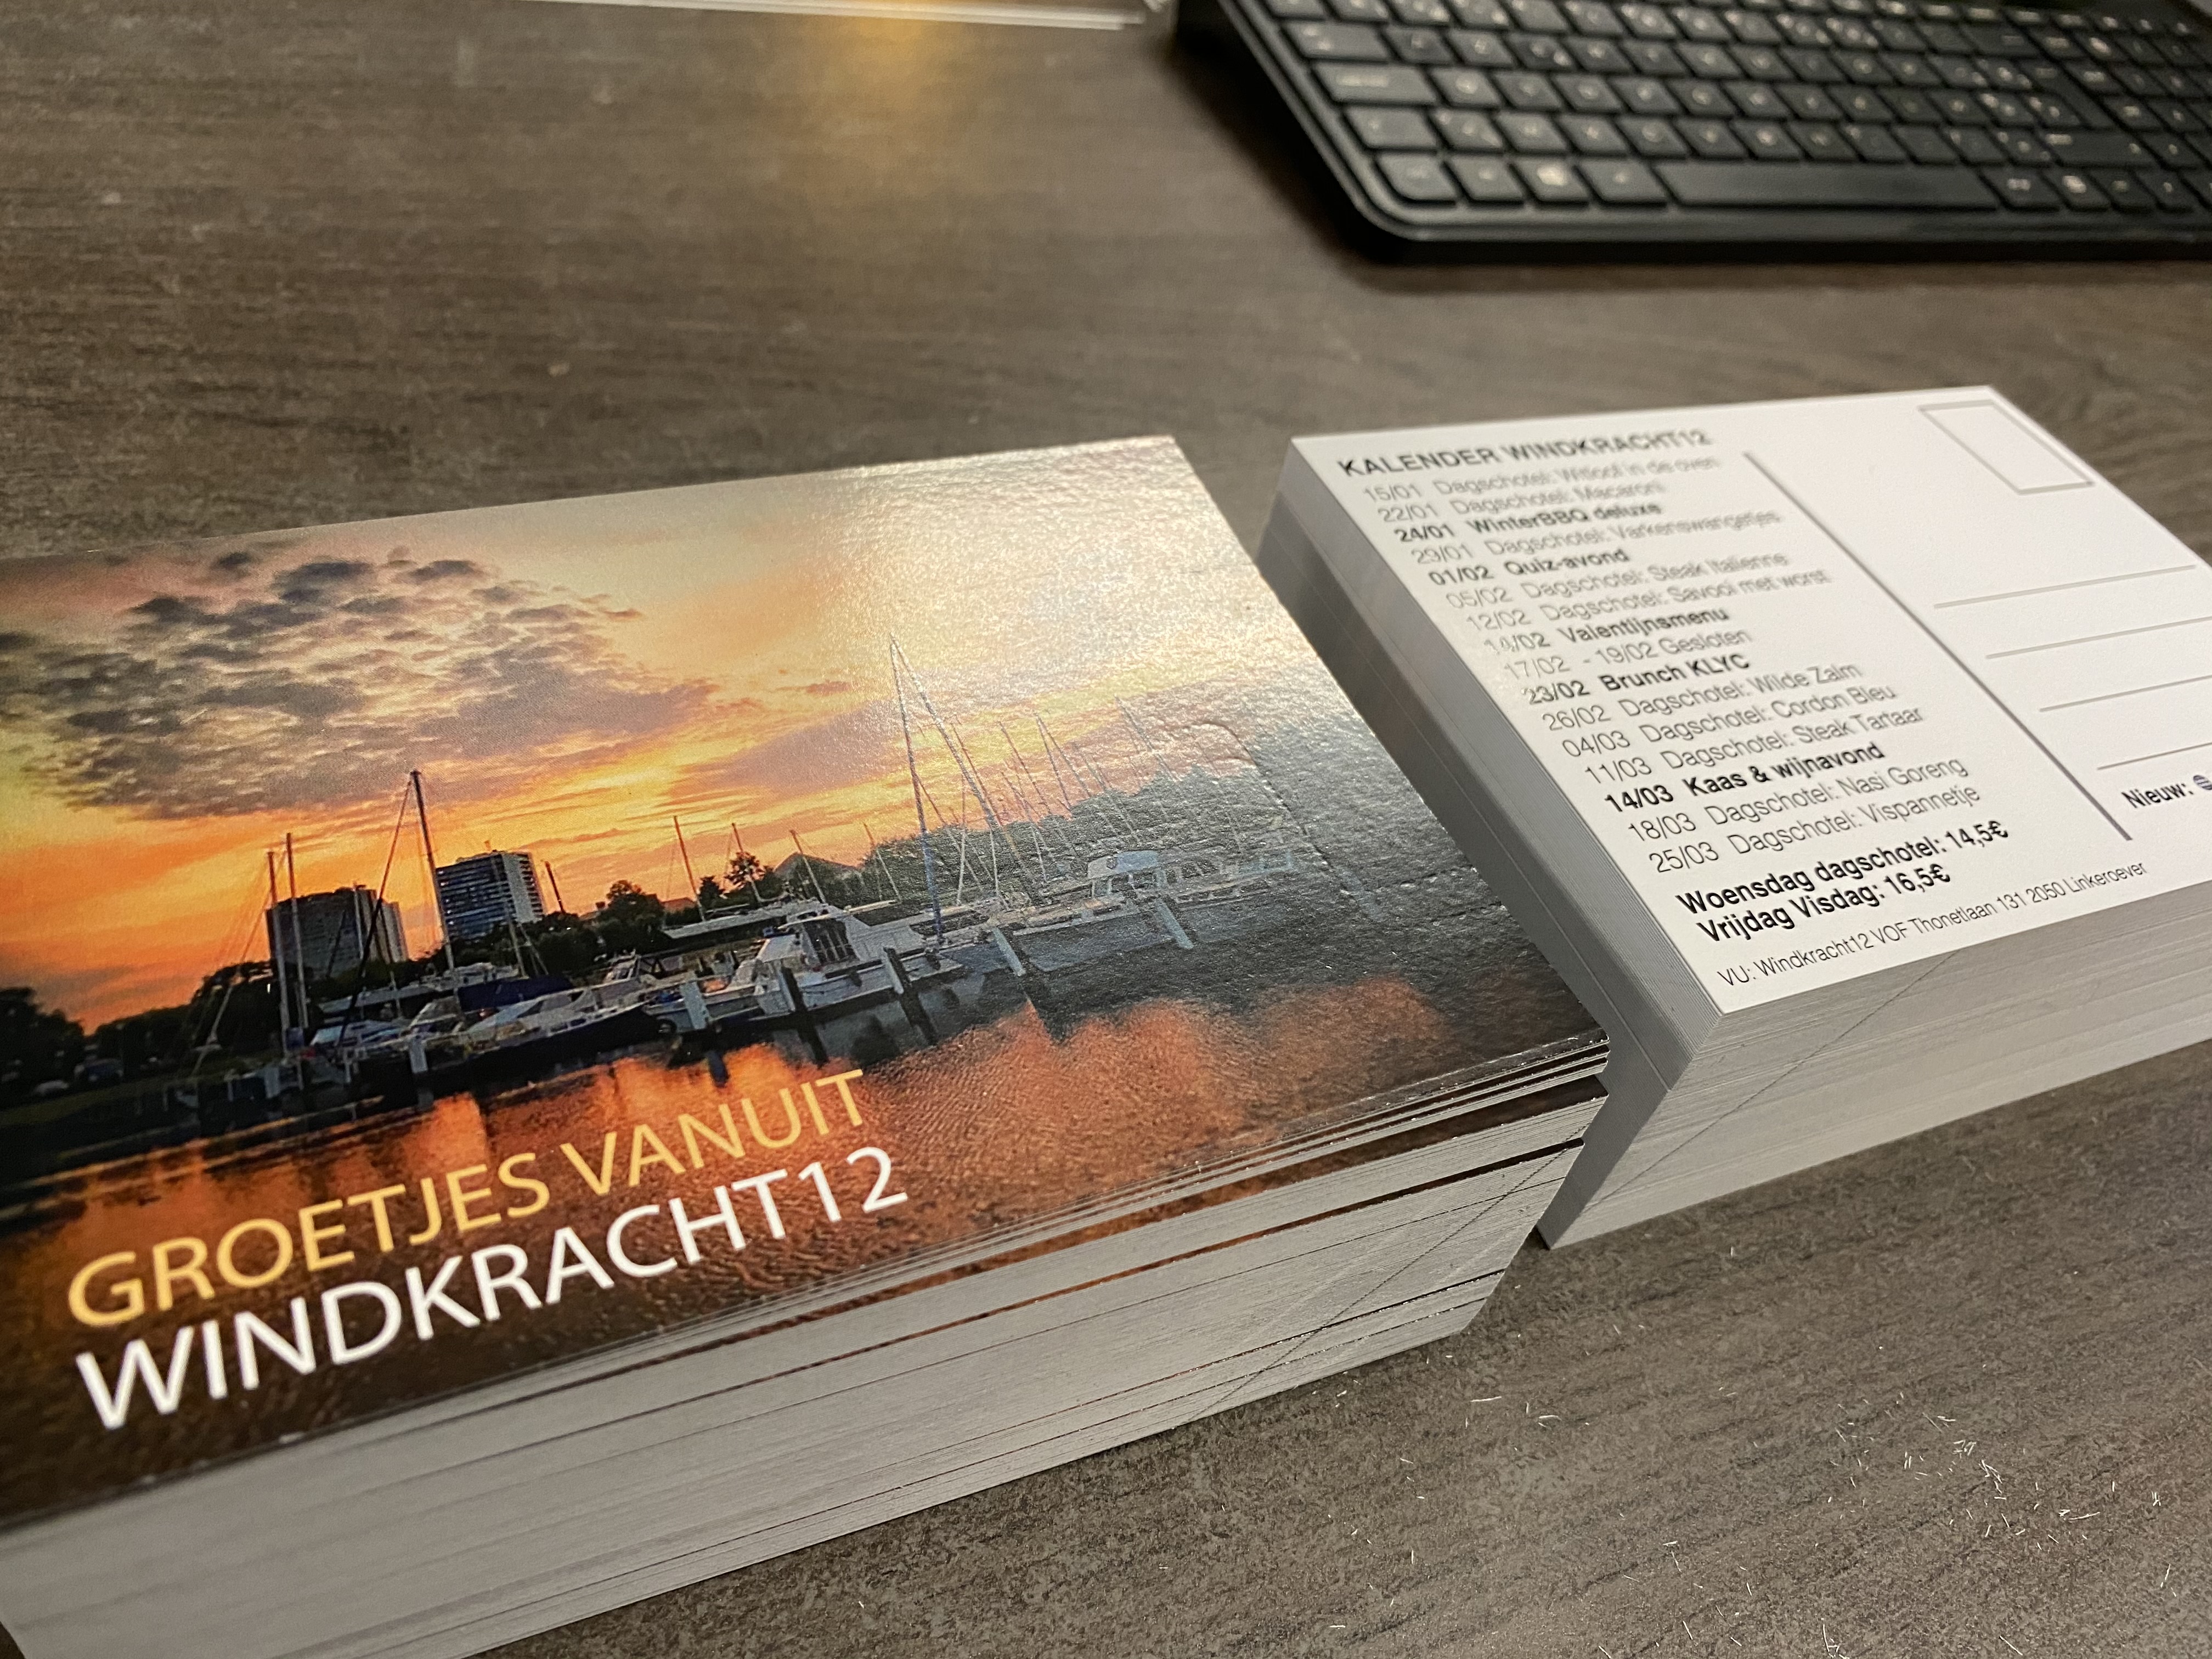 GROETJES VANUIT
WINDKRACHT12
KALENDER WINDKRACHT12
15/01 Dagschotel: Witloof in de oven
22/01 Dagschotel: Macaroni
24/01 WinterBBQ deluxe
29/01 Dagschotel: Varkenswangetjes
01/02 Quiz-avond
05/02 Dagschotel: Steak Italienne
12/02 Dagschotel: Savooi met worst
14/02 Valentijnsmenu
17/02 - 19/02 Gesloten
23/02 Brunch KLYC
26/02 Dagschotel: Wilde Zalm
04/03 Dagschotel: Cordon Bleu
11/03 Dagschotel: Steak Tartaar
14/03 Kaas & wijnavond
18/03 Dagschotel: Nasi Goreng
25/03 Dagschotel: Vispannetje
Woensdag dagschotel: 14,5€
Vrijdag Visdag: 16,5€
VU: Windkracht12 VOF Thonetlaan 131 2050 Linkeroever
Nieuw: